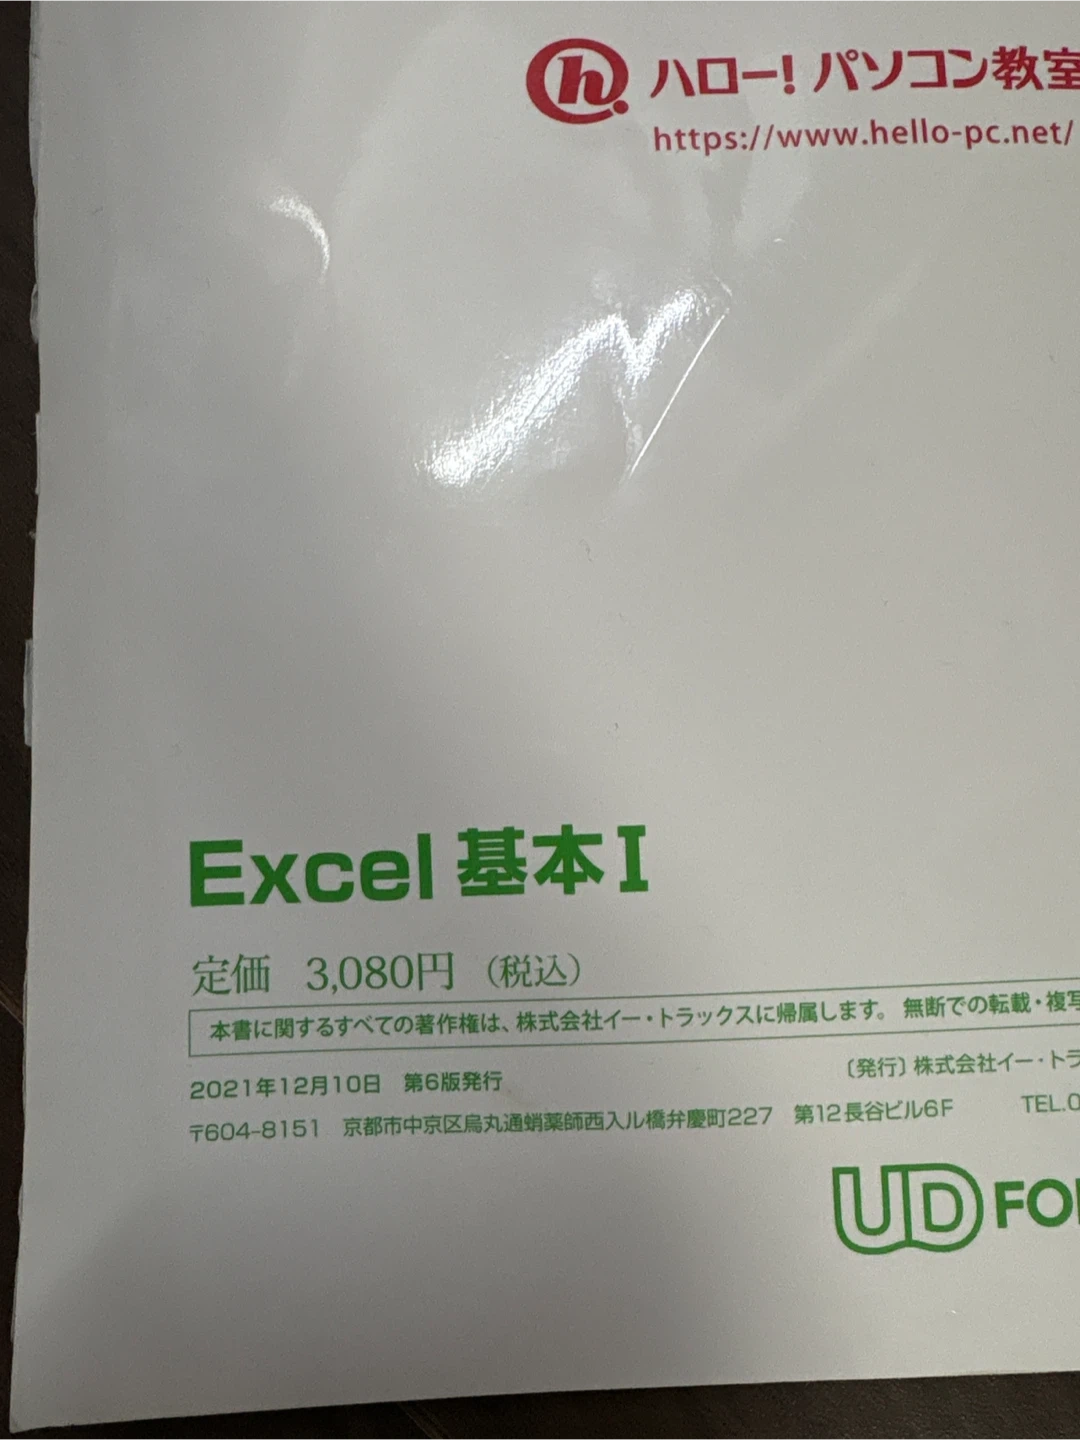 ハロー!パソコン教室
https://www.hello-pc.net/
Excel 基本I
定価 3,080円 (税込)
本書に関するすべての著作権は、株式会社イー・トラックスに帰属します。 無断での転載・複写
2021年12月10日 第6版発行 〔発行〕株式会社イー・トラ
〒604-8151 京都市中京区烏丸通蛸薬師西入ル橋弁慶町227 第12長谷ビル6F TEL.0
UD FO